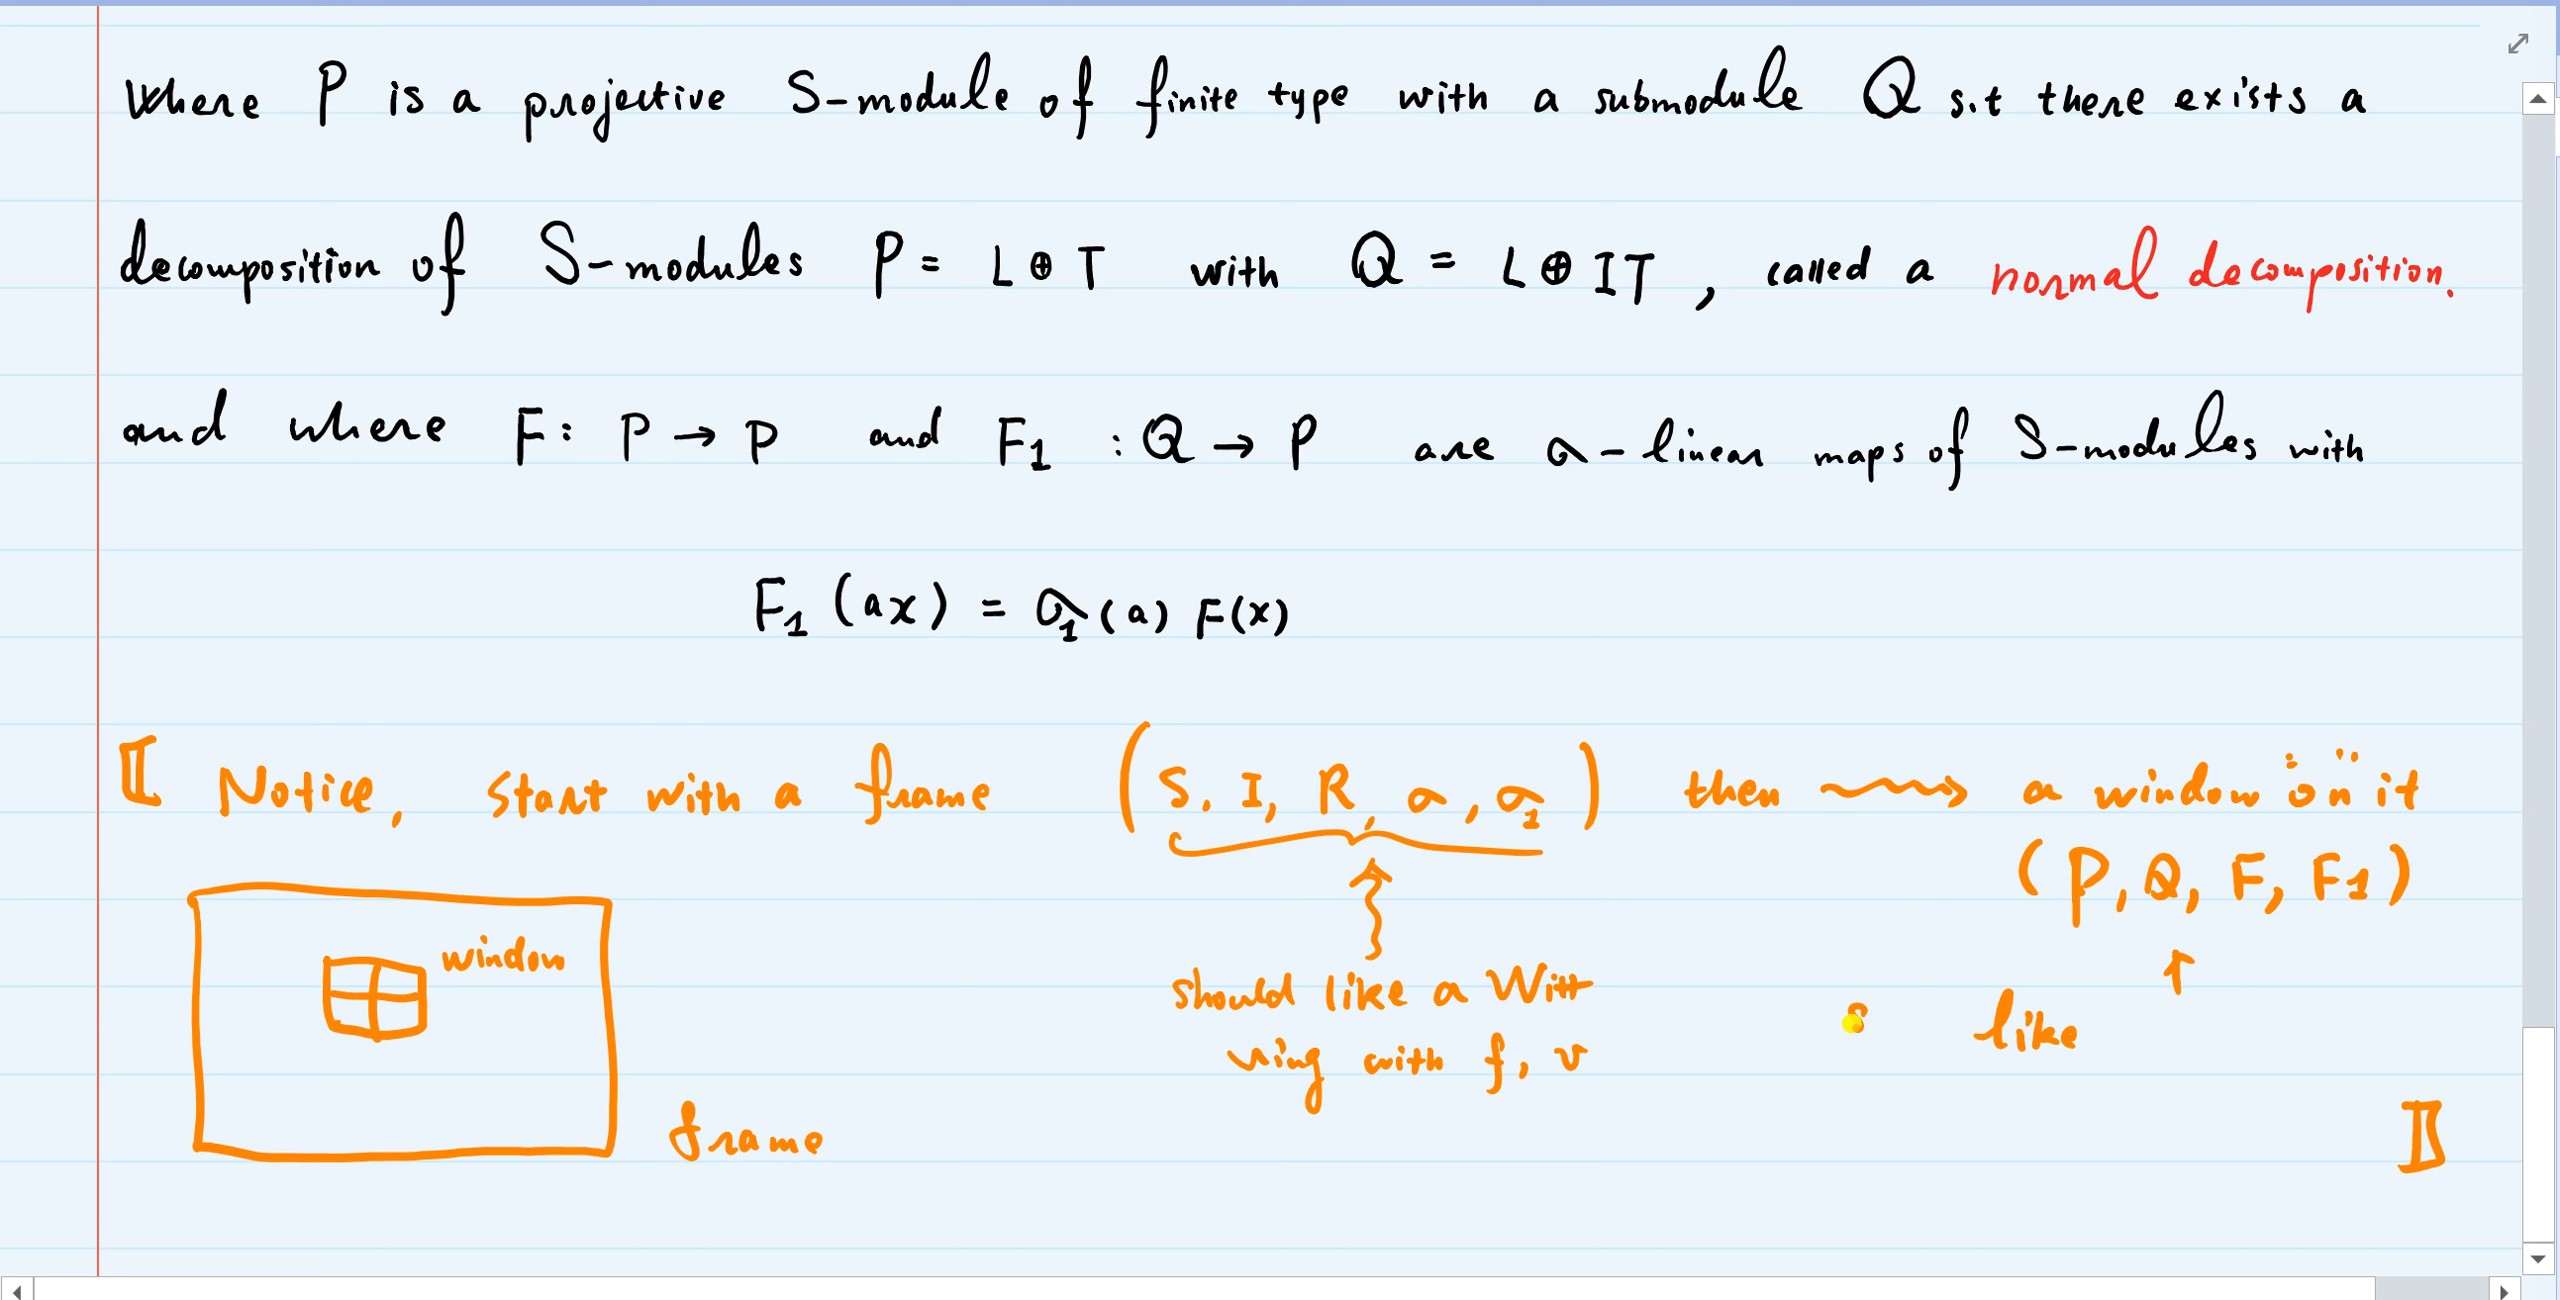 Where P is a projective S-module of finite type with a submodule Q s.t there exists a
decomposition of S-modules P = L ⊕ T with Q = L ⊕ IT, called a normal decomposition.
and where F: P → P and F₁ : Q → P are σ-linear maps of S-modules with
F₁ (ax) = σ₁(a) F(x)
⟦ Notice, start with a frame (S, I, R, σ, σ₁) then ⇝ a window "on" it
(P, Q, F, F₁)
window
↑
should like a Witt
like
ring with f, v
frame ⟧